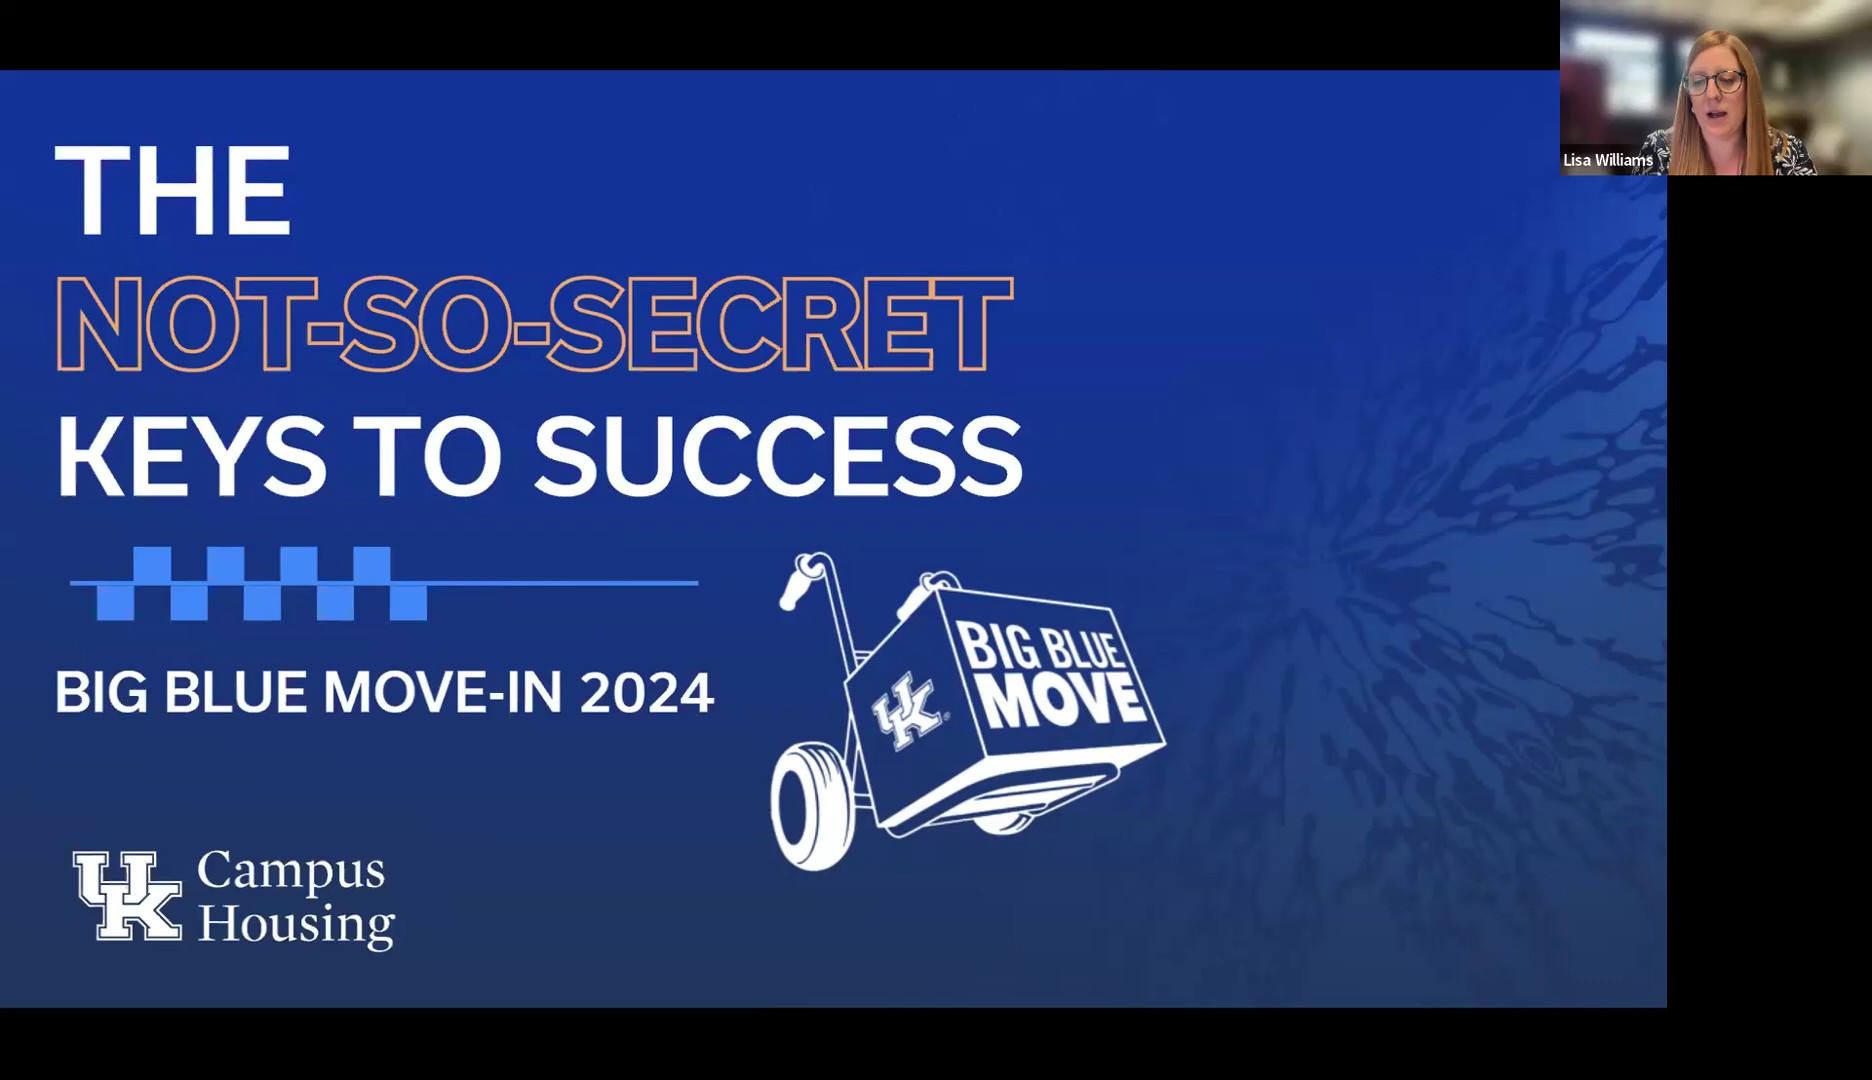 THE
NOT-SO-SECRET
KEYS TO SUCCESS
BIG BLUE MOVE-IN 2024
BIG BLUE
MOVE
UK®
UK Campus
Housing
Lisa Williams